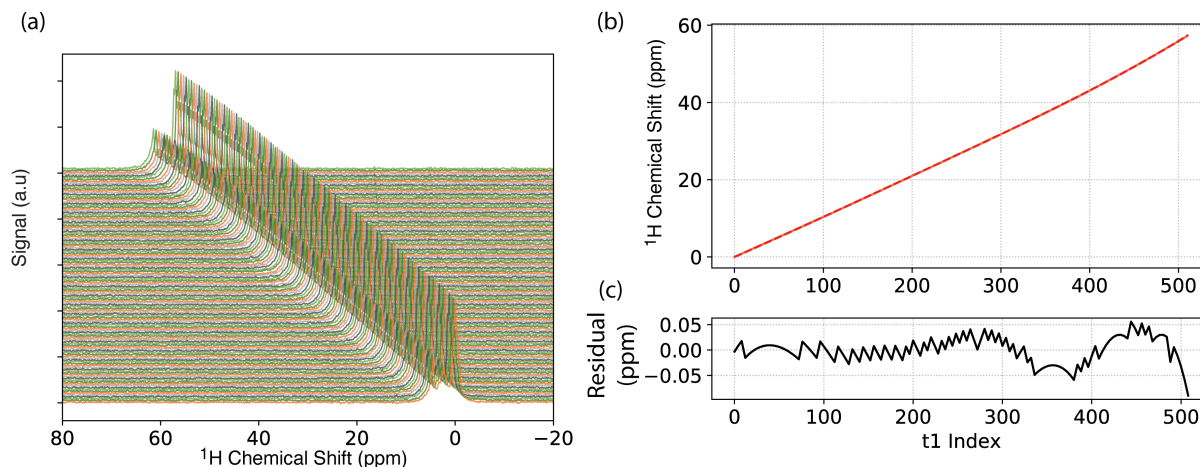 (a)
Signal (a.u)
80 60 40 20 0 −20
¹H Chemical Shift (ppm)
(b)
¹H Chemical Shift (ppm)
60
40
20
0
0 100 200 300 400 500
(c)
Residual
(ppm)
0.05
0.00
−0.05
0 100 200 300 400 500
t1 Index